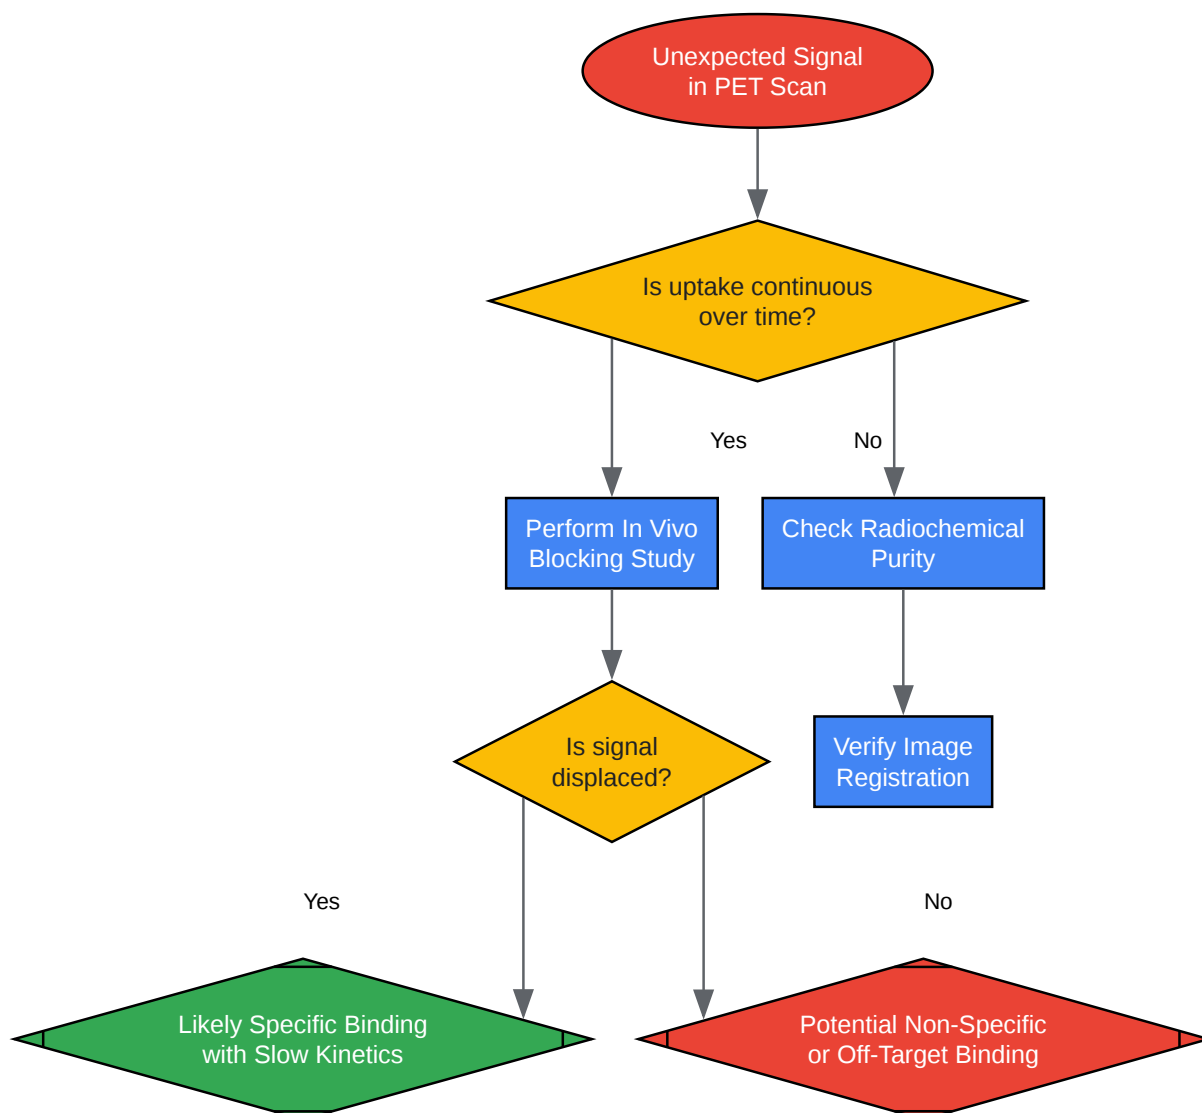 Unexpected Signal
in PET Scan
Is uptake continuous
over time?
Yes
No
Perform In Vivo
Blocking Study
Check Radiochemical
Purity
Is signal
displaced?
Verify Image
Registration
Yes
No
Likely Specific Binding
with Slow Kinetics
Potential Non-Specific
or Off-Target Binding